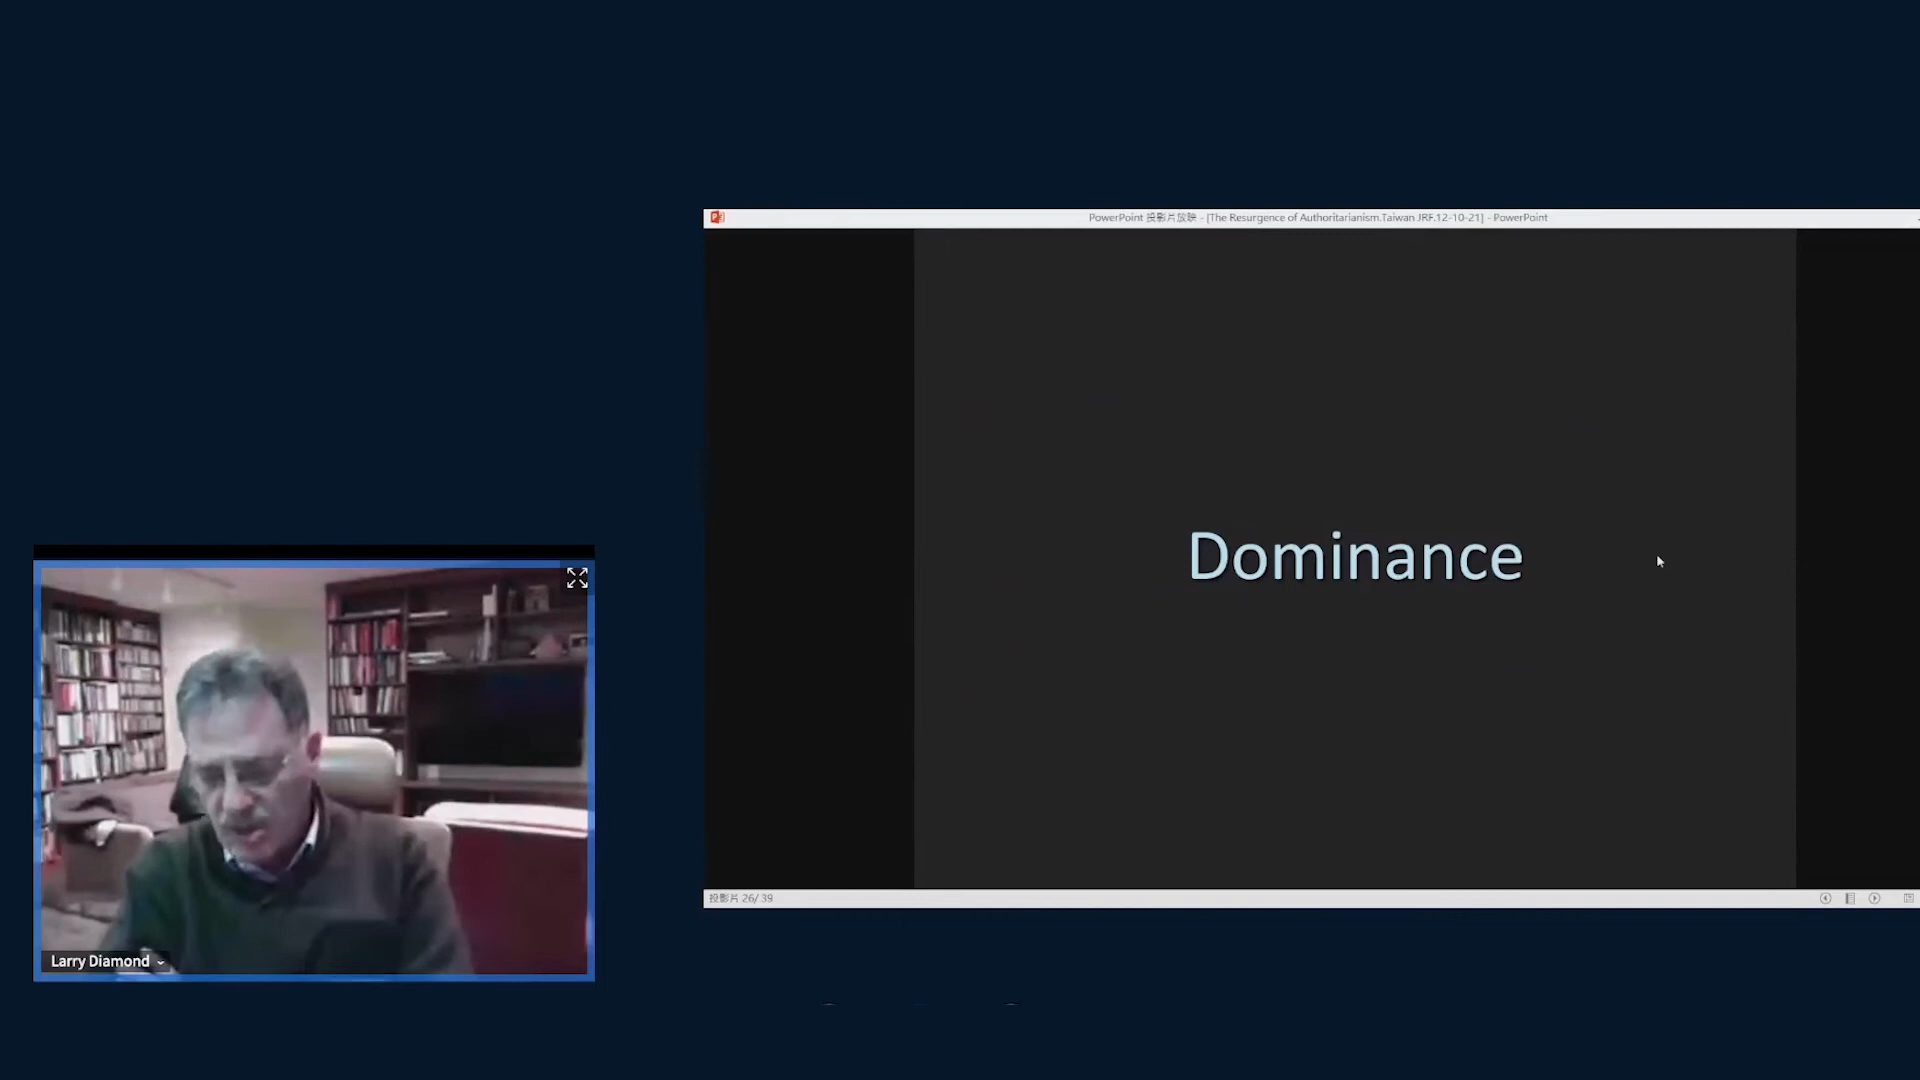 PowerPoint 投影片放映 - [The Resurgence of Authoritarianism.Taiwan JRF.12-10-21] - PowerPoint
Dominance
投影片 26/ 39
Larry Diamond